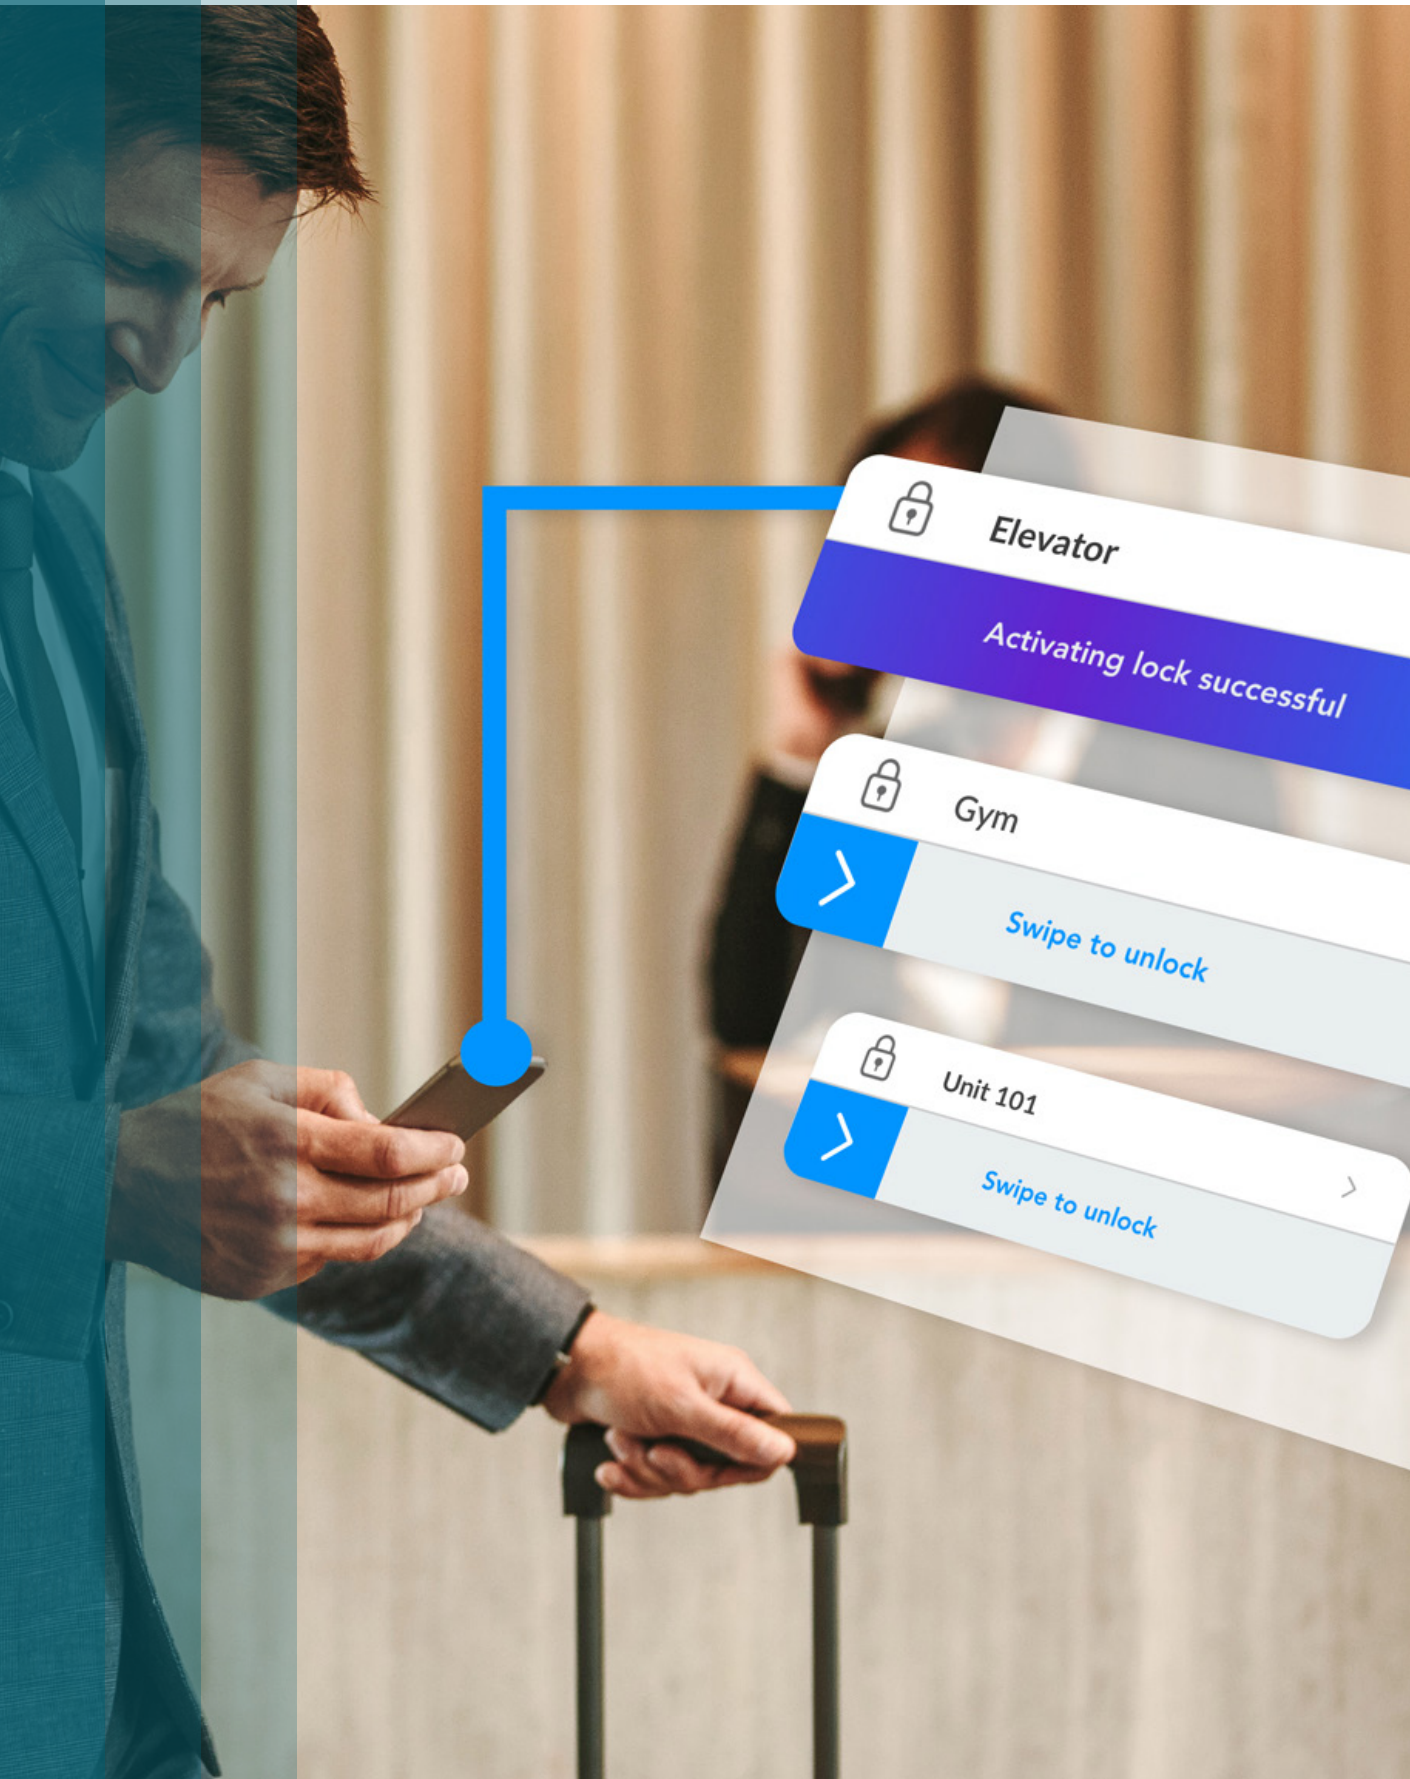 Elevator
Activating lock successful
Gym
Swipe to unlock
Unit 101
Swipe to unlock